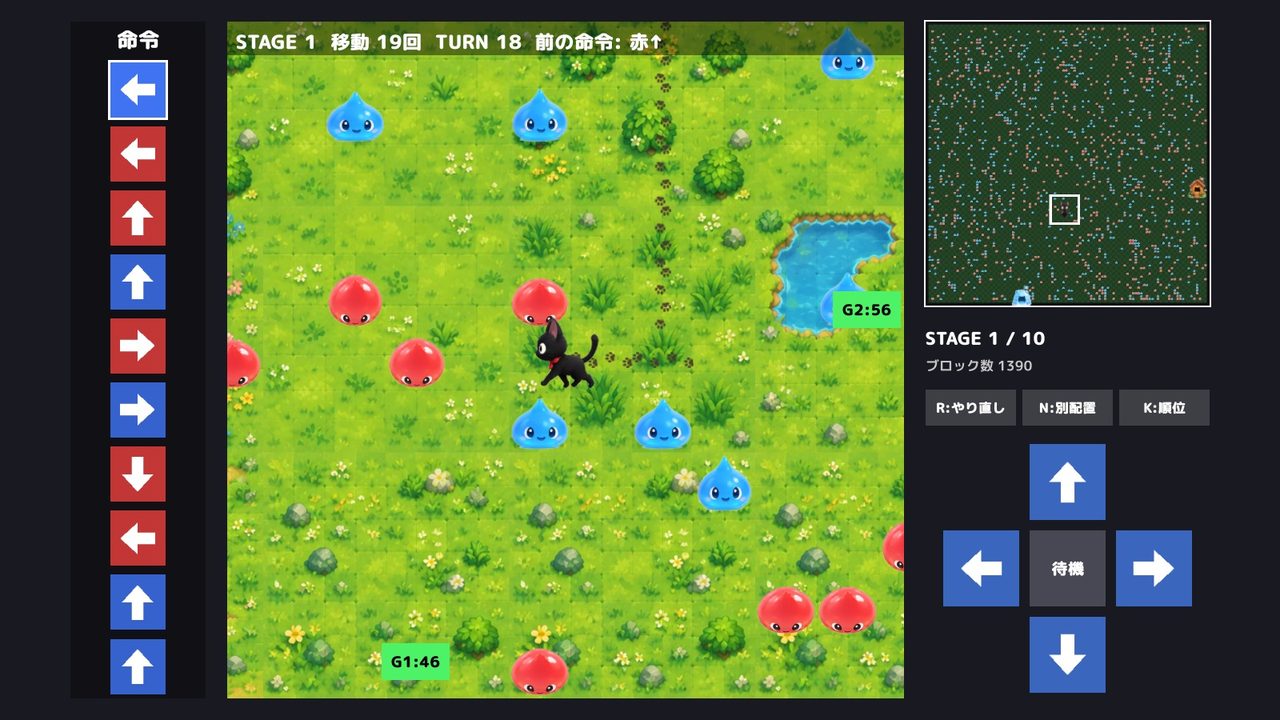 命令
STAGE 1 移動 19回 TURN 18 前の命令: 赤↑
G2:56
G1:46
STAGE 1 / 10
ブロック数 1390
R:やり直し
N:別配置
K:順位
待機